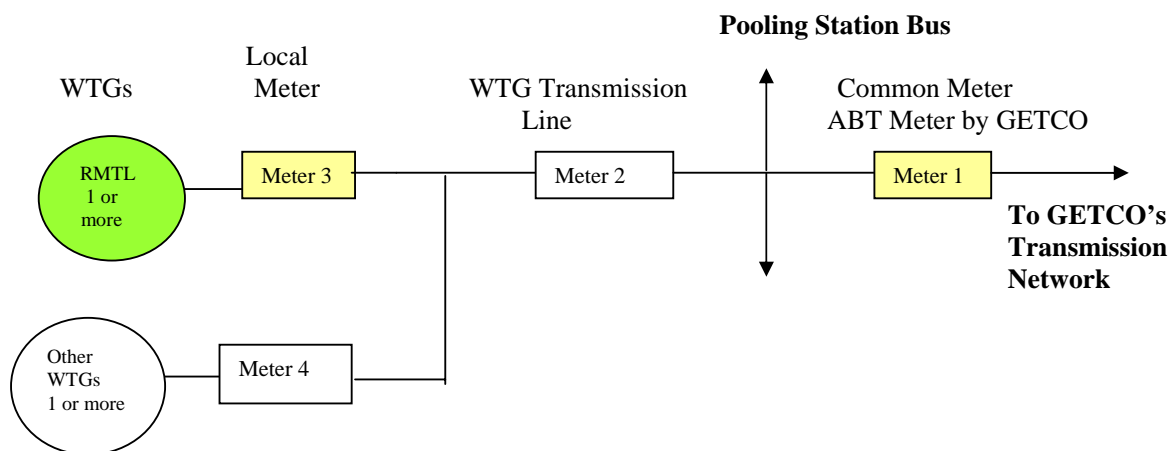 Pooling Station Bus
Local
Meter
WTGs
WTG Transmission
Line
Common Meter
ABT Meter by GETCO
RMTL
1 or
more
Meter 3
Meter 2
Meter 1
To GETCO's
Transmission
Network
Other
WTGs
1 or more
Meter 4